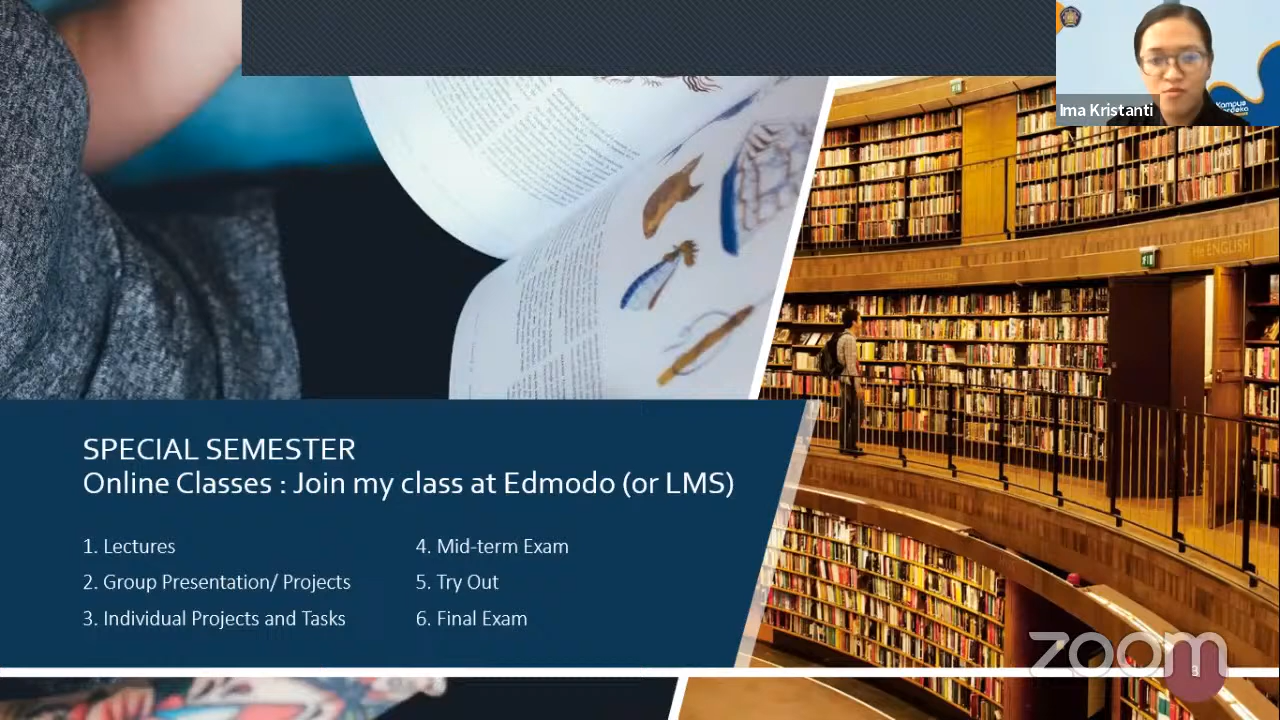 Ima Kristanti
SPECIAL SEMESTER
Online Classes : Join my class at Edmodo (or LMS)
1. Lectures
2. Group Presentation/ Projects
3. Individual Projects and Tasks
4. Mid-term Exam
5. Try Out
6. Final Exam
zoom
3